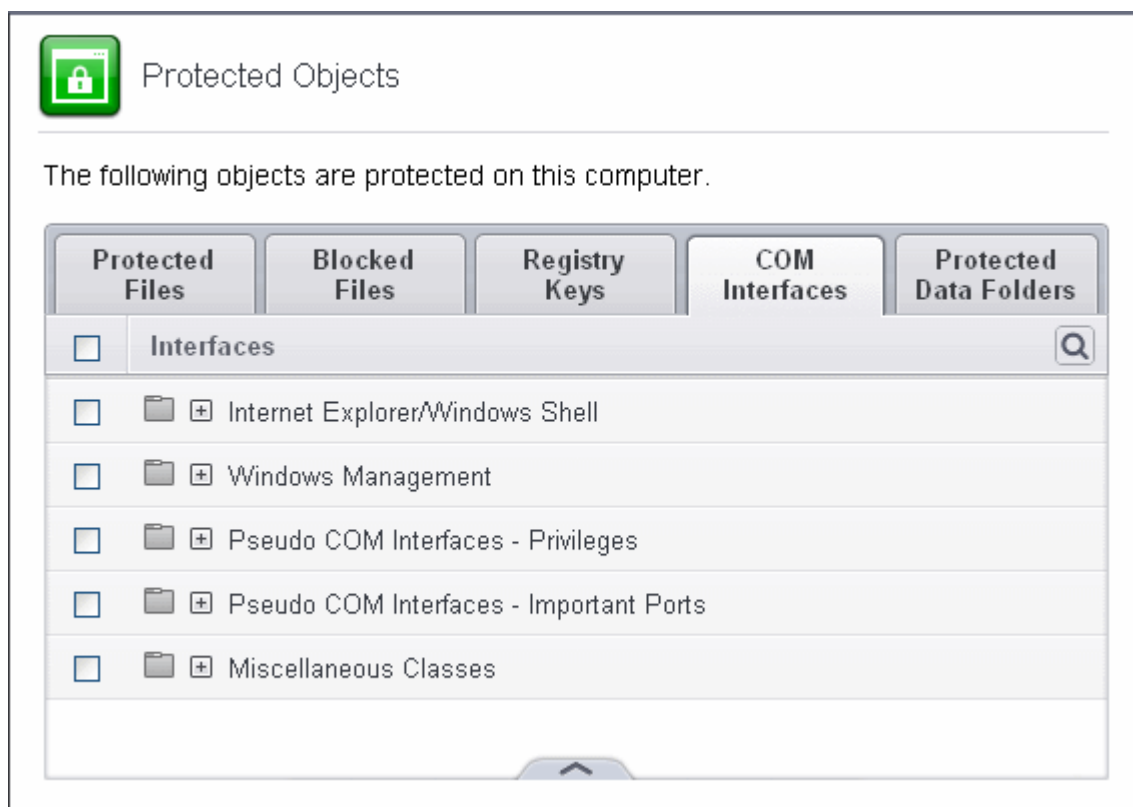 Protected Objects
The following objects are protected on this computer.
Protected Files
Blocked Files
Registry Keys
COM Interfaces
Protected Data Folders
Interfaces
Internet Explorer/Windows Shell
Windows Management
Pseudo COM Interfaces - Privileges
Pseudo COM Interfaces - Important Ports
Miscellaneous Classes